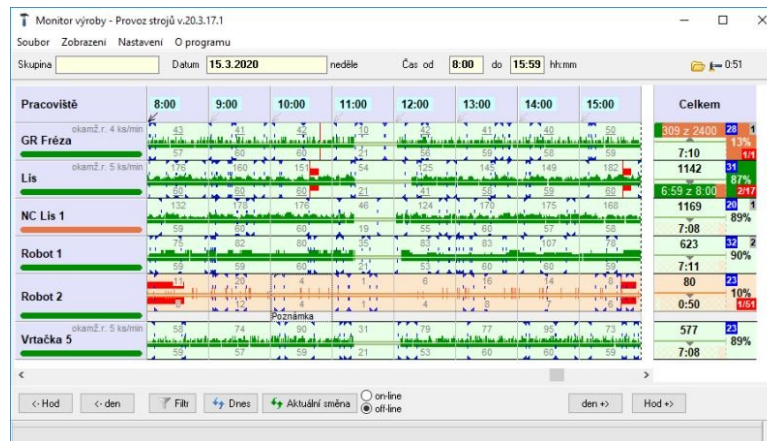 Monitor výroby - Provoz strojů v.20.3.17.1
Soubor Zobrazení Nastavení O programu
Skupina Datum 15.3.2020 neděle Čas od 8:00 do 15:59 hh:mm 0:51
Pracoviště 8:00 9:00 10:00 11:00 12:00 13:00 14:00 15:00 Celkem
okamž.r. 4 ks/min 43 41 42 10 42 41 40 50 309 z 2400 28 1
GR Fréza 13%
57 60 60 21 56 59 58 59 7:10 1/1
okamž.r. 5 ks/min 176 160 151 54 125 145 149 182 1142 31
Lis 87%
60 60 60 21 41 58 59 60 6:59 z 8:00 2/17
132 178 176 46 124 170 175 168 1169 20 1
NC Lis 1 89%
59 60 60 19 55 60 57 58 7:08
75 82 80 35 83 83 107 78 623 32 2
Robot 1 90%
59 59 60 21 53 60 60 60 7:11
11 20 4 1 6 16 14 8 80 23
Robot 2 10%
8 12 4 1 4 8 7 6 0:50 1/51
Poznámka
okamž.r. 5 ks/min 58 74 90 31 79 77 95 73 577 23
Vrtačka 5 89%
59 57 59 21 53 60 60 59 7:08
<· Hod <· den Filtr Dnes Aktuální směna on-line
off-line
den +> Hod +>